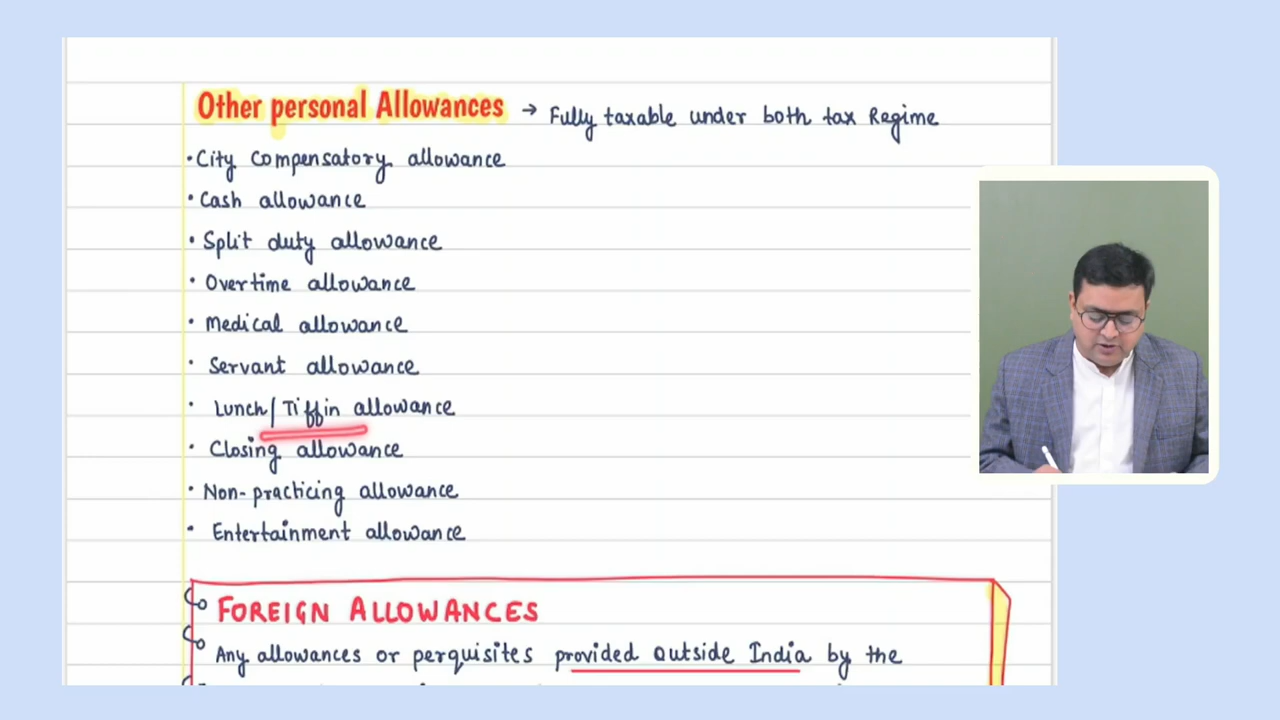 Other personal Allowances → Fully taxable under both tax Regime
• City compensatory allowance
• Cash allowance
• Split duty allowance
• Overtime allowance
• Medical allowance
• Servant allowance
• Lunch/Tiffin allowance
• Closing allowance
• Non-practicing allowance
• Entertainment allowance
FOREIGN ALLOWANCES
Any allowances or perquisites provided outside India by the